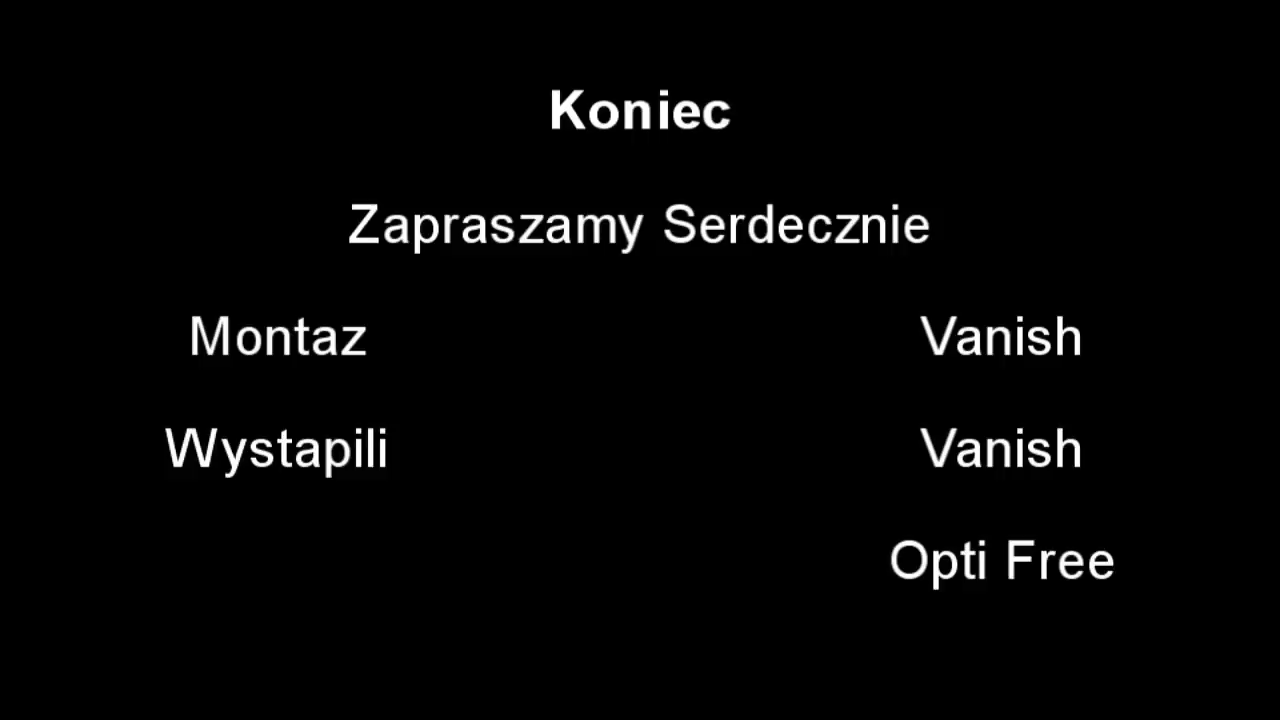 Koniec
Zapraszamy Serdecznie
Montaz Vanish
Wystapili Vanish
Opti Free